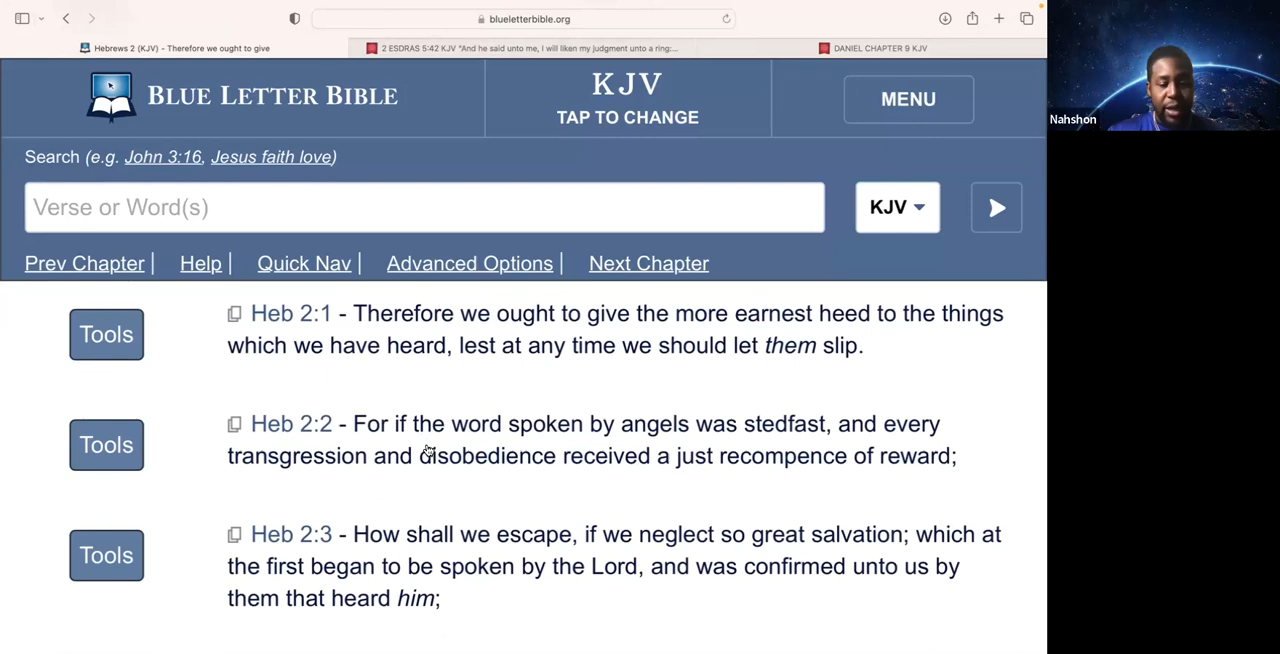 blueletterbible.org
Hebrews 2 (KJV) - Therefore we ought to give
2 ESDRAS 5:42 KJV "And he said unto me, I will liken my judgment unto a ring:...
DANIEL CHAPTER 9 KJV
BLUE LETTER BIBLE
KJV
TAP TO CHANGE
MENU
Nahshon
Search (e.g. John 3:16, Jesus faith love)
Verse or Word(s)
KJV
Prev Chapter | Help | Quick Nav | Advanced Options | Next Chapter
Tools
Heb 2:1 - Therefore we ought to give the more earnest heed to the things
which we have heard, lest at any time we should let them slip.
Tools
Heb 2:2 - For if the word spoken by angels was stedfast, and every
transgression and disobedience received a just recompence of reward;
Tools
Heb 2:3 - How shall we escape, if we neglect so great salvation; which at
the first began to be spoken by the Lord, and was confirmed unto us by
them that heard him;